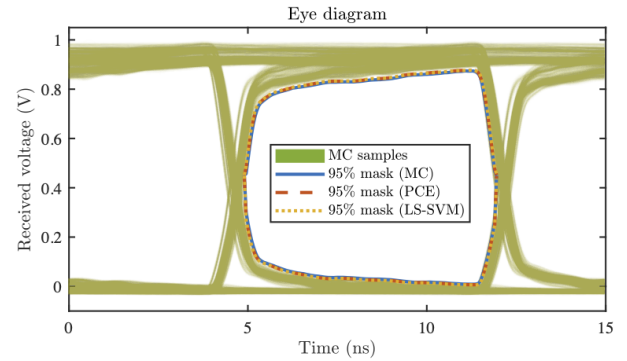 Eye diagram
Received voltage (V)
1
0.8
0.6
0.4
0.2
0
MC samples
95% mask (MC)
95% mask (PCE)
95% mask (LS-SVM)
0 5 10 15
Time (ns)